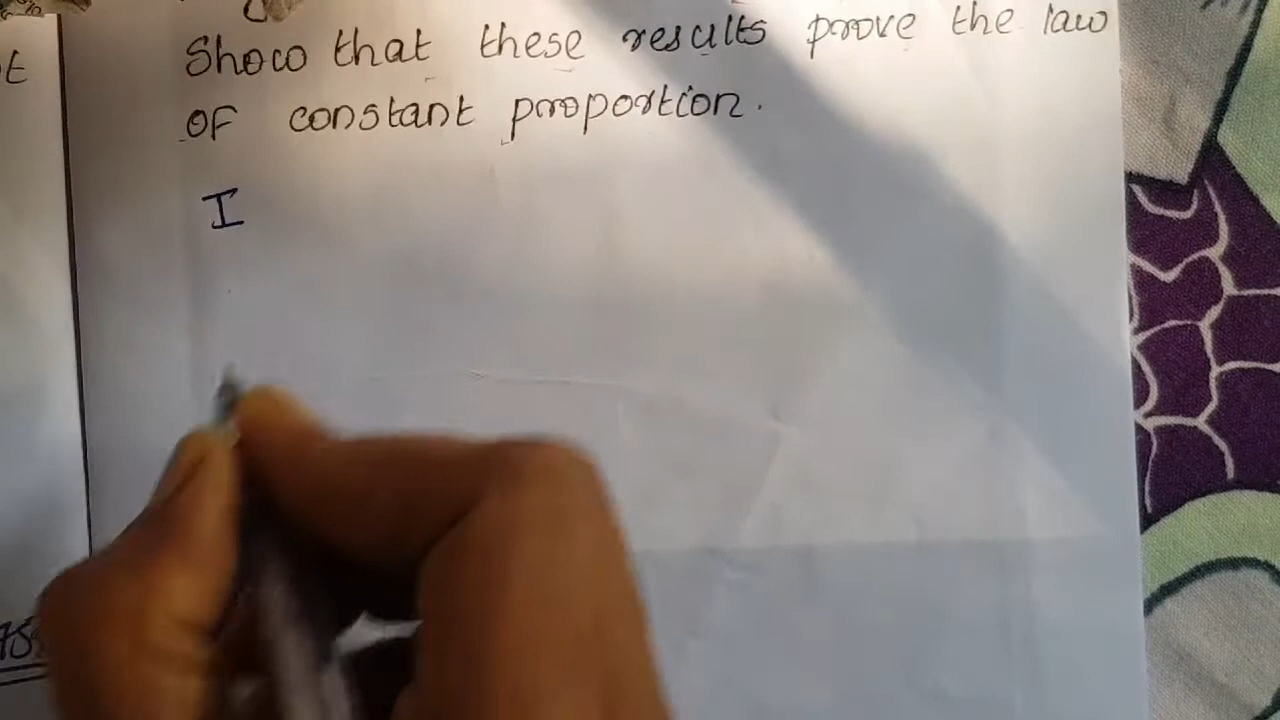 Show that these results prove the law
of constant proportion.
I